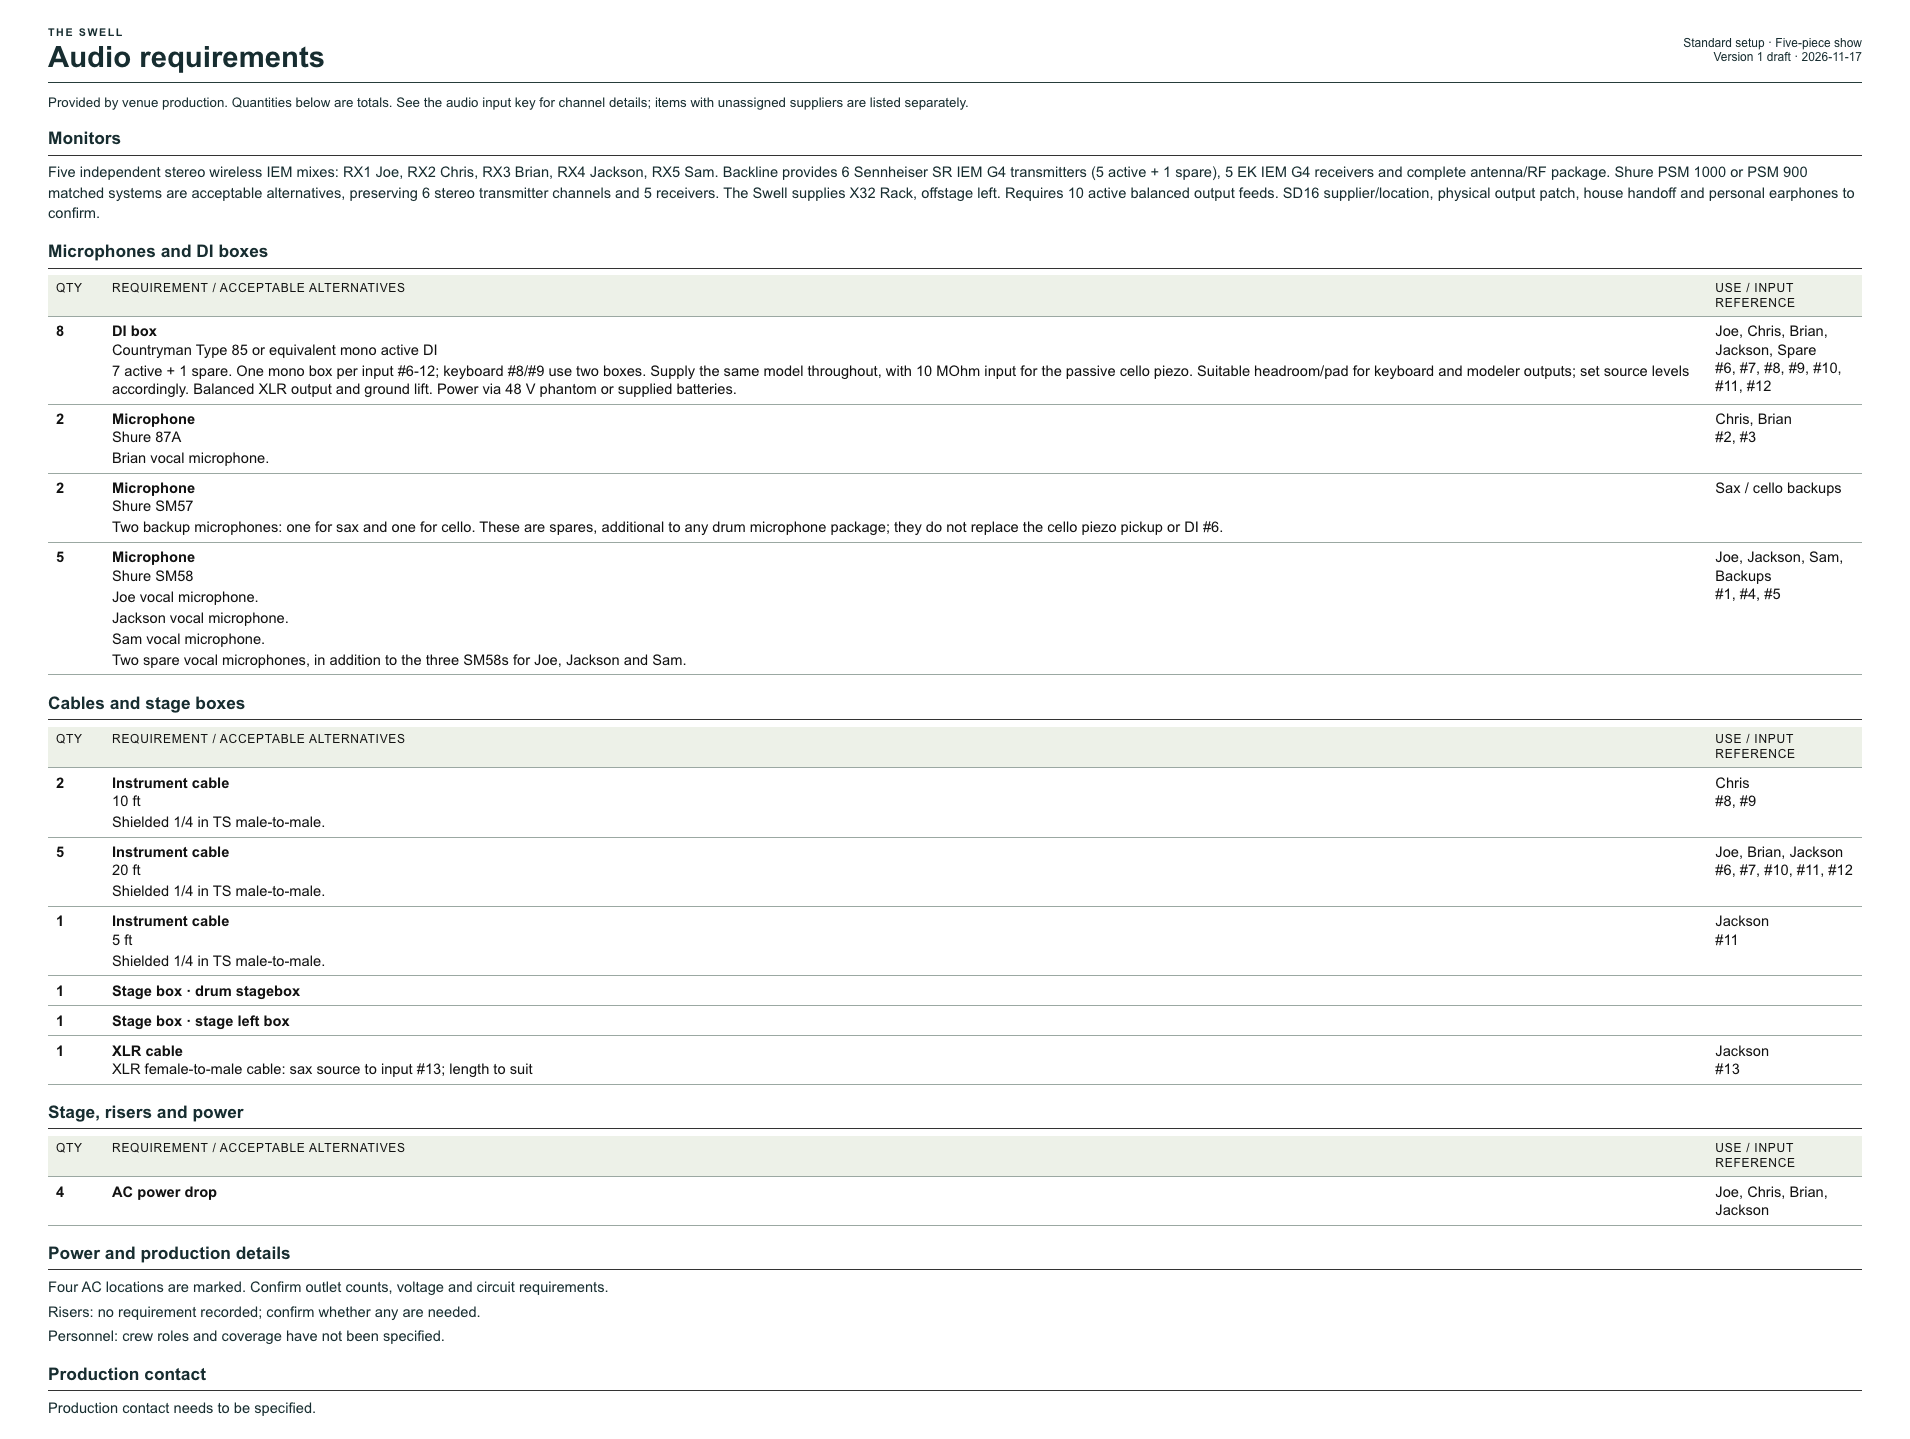 THE SWELL
Audio requirements
Standard setup · Five-piece show
Version 1 draft · 2026-11-17
Provided by venue production. Quantities below are totals. See the audio input key for channel details; items with unassigned suppliers are listed separately.
Monitors
Five independent stereo wireless IEM mixes: RX1 Joe, RX2 Chris, RX3 Brian, RX4 Jackson, RX5 Sam. Backline provides 6 Sennheiser SR IEM G4 transmitters (5 active + 1 spare), 5 EK IEM G4 receivers and complete antenna/RF package. Shure PSM 1000 or PSM 900
matched systems are acceptable alternatives, preserving 6 stereo transmitter channels and 5 receivers. The Swell supplies X32 Rack, offstage left. Requires 10 active balanced output feeds. SD16 supplier/location, physical output patch, house handoff and personal earphones to
confirm.
Microphones and DI boxes
QTY REQUIREMENT / ACCEPTABLE ALTERNATIVES USE / INPUT
REFERENCE
8 DI box Joe, Chris, Brian,
Countryman Type 85 or equivalent mono active DI Jackson, Spare
7 active + 1 spare. One mono box per input #6-12; keyboard #8/#9 use two boxes. Supply the same model throughout, with 10 MOhm input for the passive cello piezo. Suitable headroom/pad for keyboard and modeler outputs; set source levels #6, #7, #8, #9, #10,
accordingly. Balanced XLR output and ground lift. Power via 48 V phantom or supplied batteries. #11, #12
2 Microphone Chris, Brian
Shure 87A #2, #3
Brian vocal microphone.
2 Microphone Sax / cello backups
Shure SM57
Two backup microphones: one for sax and one for cello. These are spares, additional to any drum microphone package; they do not replace the cello piezo pickup or DI #6.
5 Microphone Joe, Jackson, Sam,
Shure SM58 Backups
Joe vocal microphone. #1, #4, #5
Jackson vocal microphone.
Sam vocal microphone.
Two spare vocal microphones, in addition to the three SM58s for Joe, Jackson and Sam.
Cables and stage boxes
QTY REQUIREMENT / ACCEPTABLE ALTERNATIVES USE / INPUT
REFERENCE
2 Instrument cable Chris
10 ft #8, #9
Shielded 1/4 in TS male-to-male.
5 Instrument cable Joe, Brian, Jackson
20 ft #6, #7, #10, #11, #12
Shielded 1/4 in TS male-to-male.
1 Instrument cable Jackson
5 ft #11
Shielded 1/4 in TS male-to-male.
1 Stage box · drum stagebox
1 Stage box · stage left box
1 XLR cable Jackson
XLR female-to-male cable: sax source to input #13; length to suit #13
Stage, risers and power
QTY REQUIREMENT / ACCEPTABLE ALTERNATIVES USE / INPUT
REFERENCE
4 AC power drop Joe, Chris, Brian,
Jackson
Power and production details
Four AC locations are marked. Confirm outlet counts, voltage and circuit requirements.
Risers: no requirement recorded; confirm whether any are needed.
Personnel: crew roles and coverage have not been specified.
Production contact
Production contact needs to be specified.